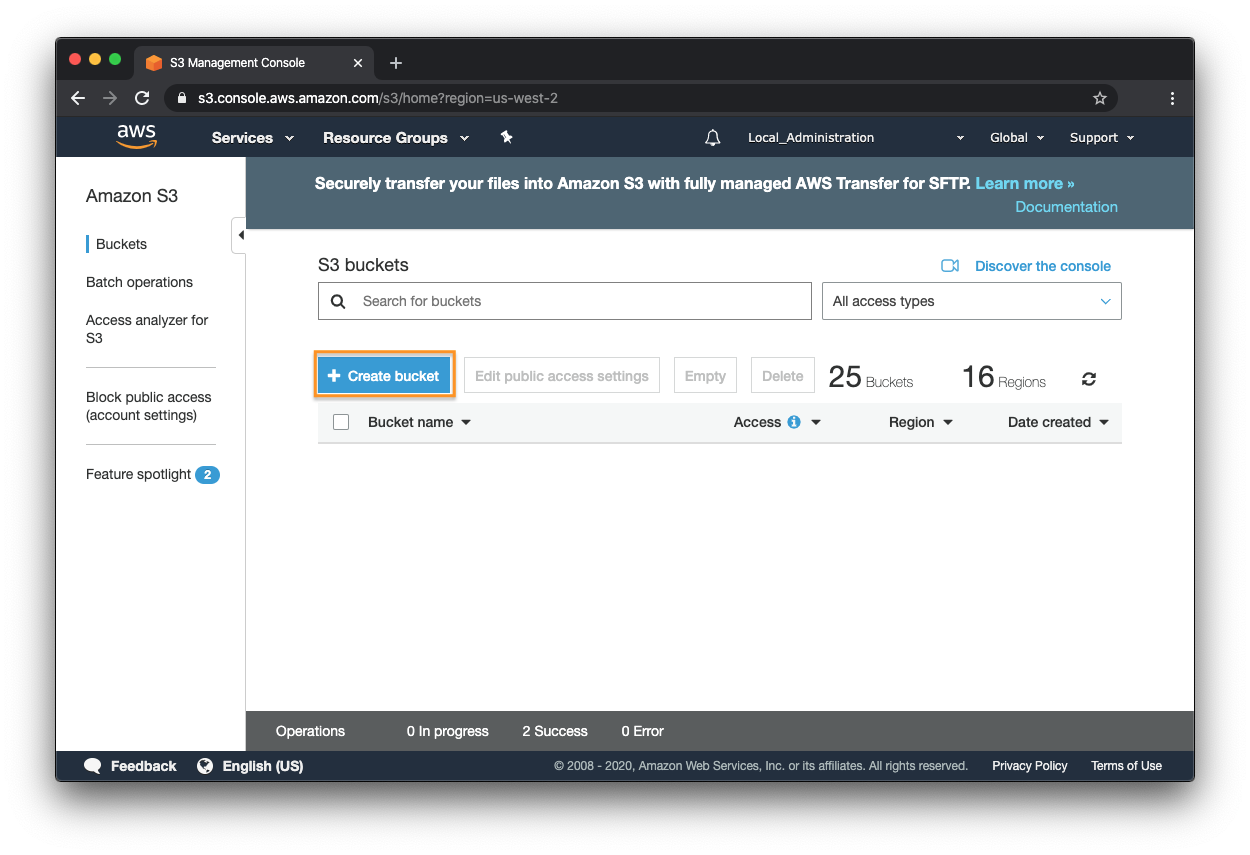 S3 Management Console
s3.console.aws.amazon.com/s3/home?region=us-west-2
aws Services Resource Groups Local_Administration Global Support
Amazon S3
Buckets
Batch operations
Access analyzer for
S3
Block public access
(account settings)
Feature spotlight 2
Securely transfer your files into Amazon S3 with fully managed AWS Transfer for SFTP. Learn more »
Documentation
S3 buckets Discover the console
Search for buckets All access types
+ Create bucket Edit public access settings Empty Delete 25 Buckets 16 Regions
Bucket name Access i Region Date created
Operations 0 In progress 2 Success 0 Error
Feedback English (US) © 2008 - 2020, Amazon Web Services, Inc. or its affiliates. All rights reserved. Privacy Policy Terms of Use